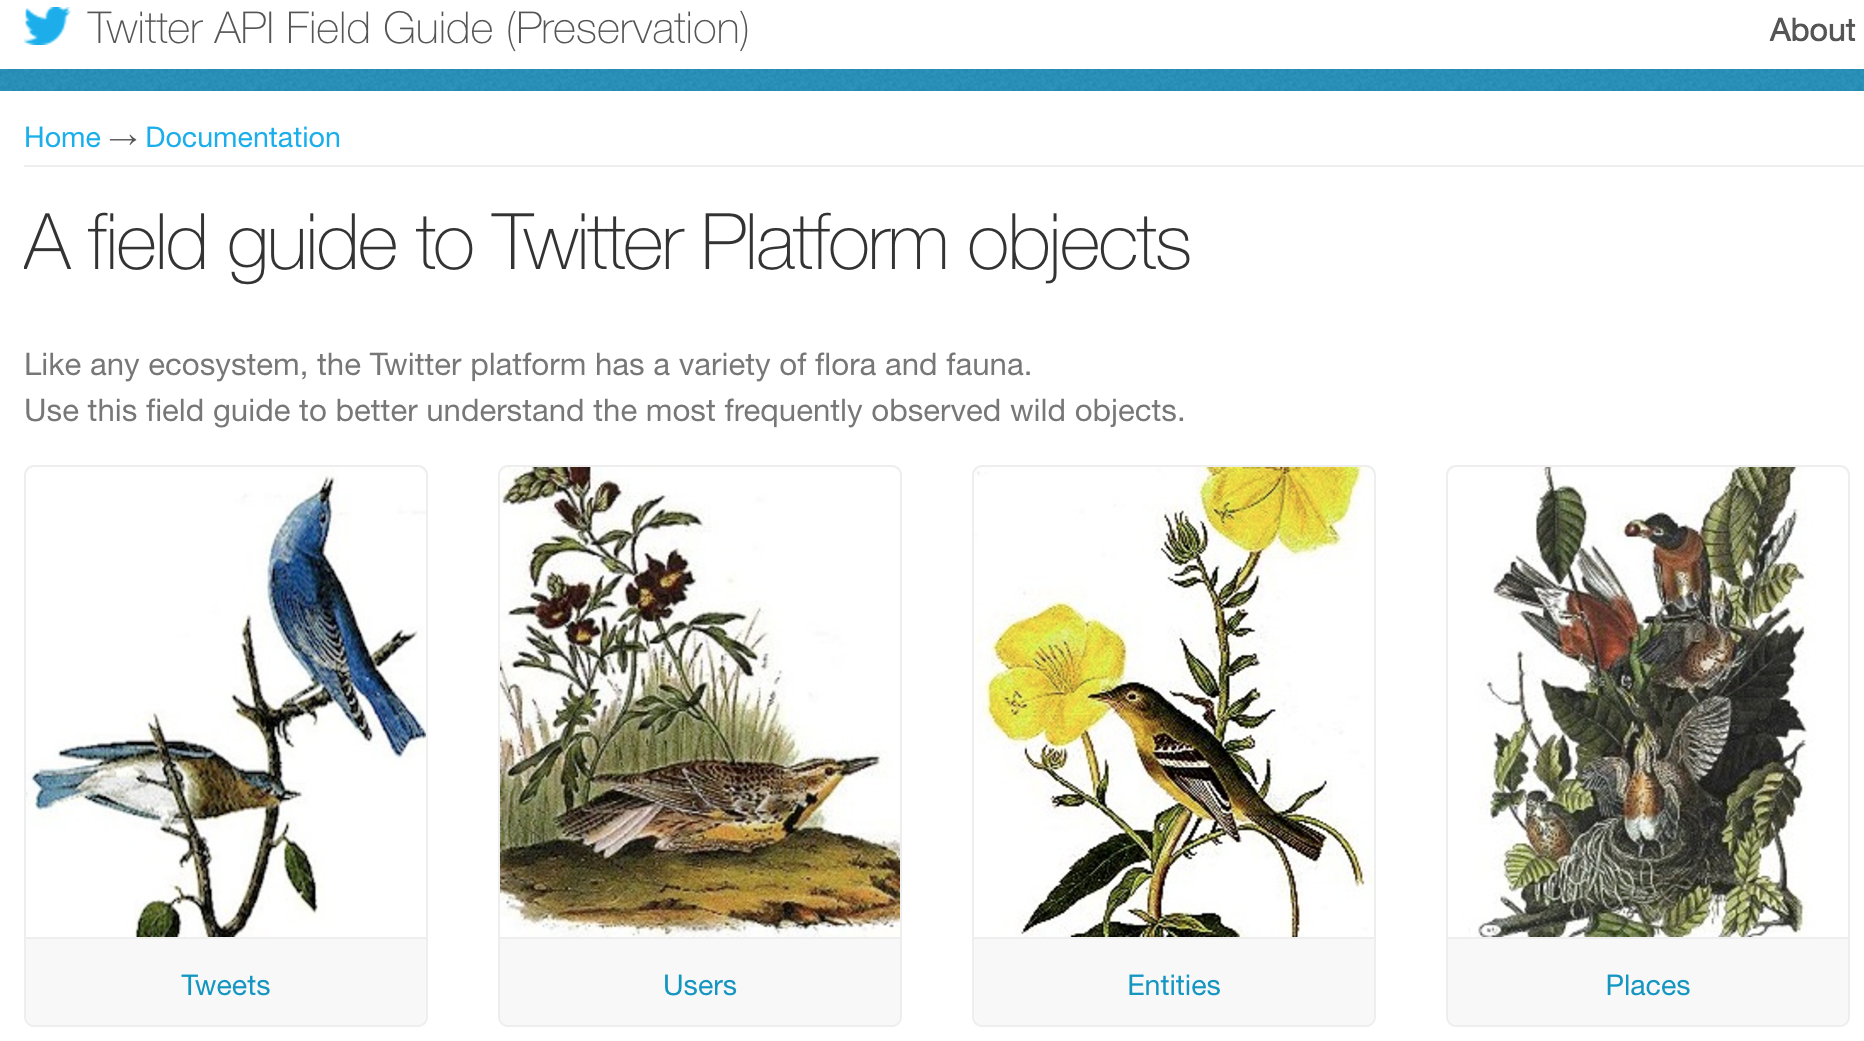 Twitter API Field Guide (Preservation)
About
Home → Documentation
A field guide to Twitter Platform objects
Like any ecosystem, the Twitter platform has a variety of flora and fauna.
Use this field guide to better understand the most frequently observed wild objects.
Tweets
Users
Entities
Places